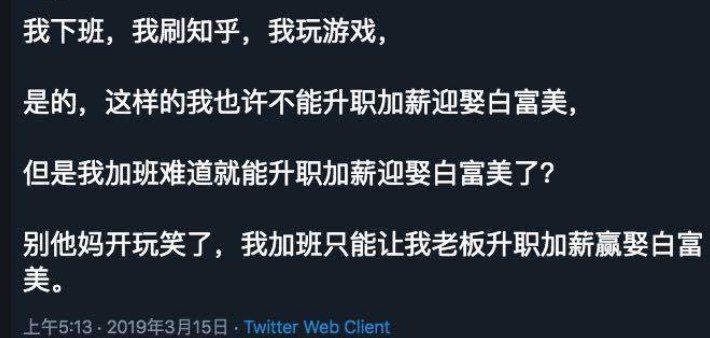 我下班，我刷知乎，我玩游戏，
是的，这样的我也许不能升职加薪迎娶白富美，
但是我加班难道就能升职加薪迎娶白富美了？
别他妈开玩笑了，我加班只能让我老板升职加薪赢娶白富
美。
上午5:13 · 2019年3月15日 · Twitter Web Client